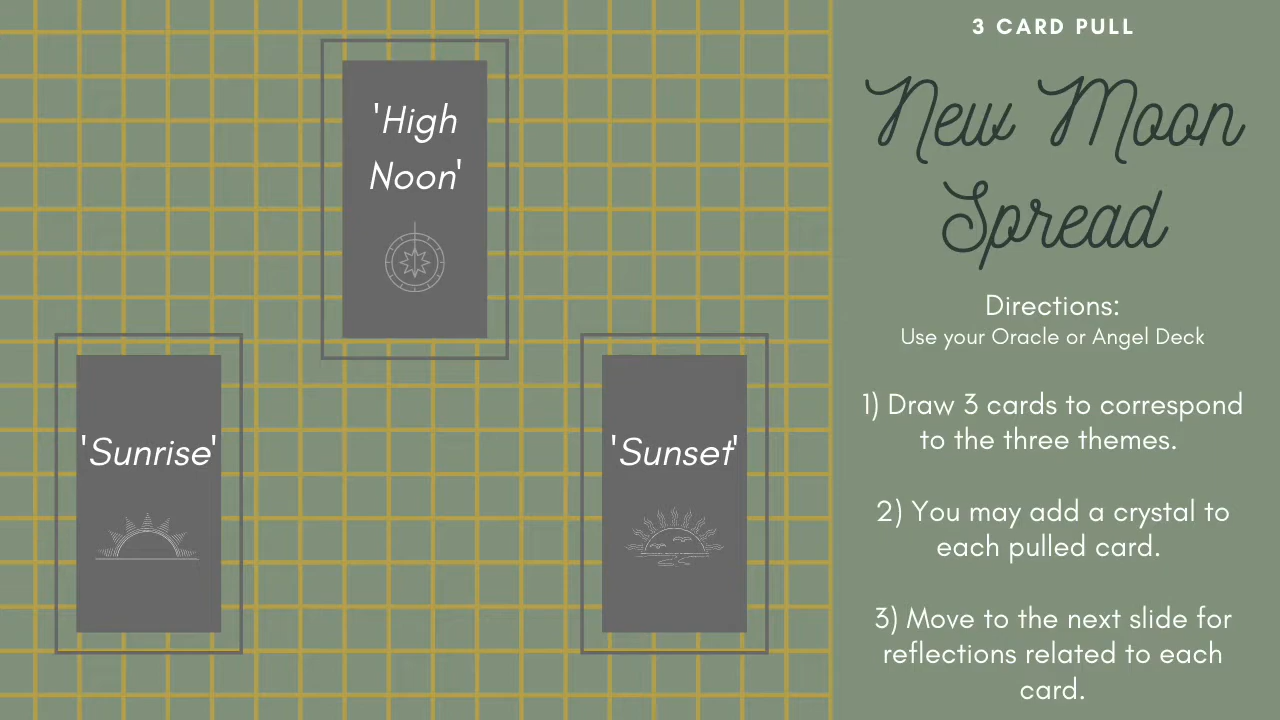 3 CARD PULL
New Moon
Spread
Directions:
Use your Oracle or Angel Deck
1) Draw 3 cards to correspond
to the three themes.
2) You may add a crystal to
each pulled card.
3) Move to the next slide for
reflections related to each
card.
'High
Noon'
'Sunrise'
'Sunset'